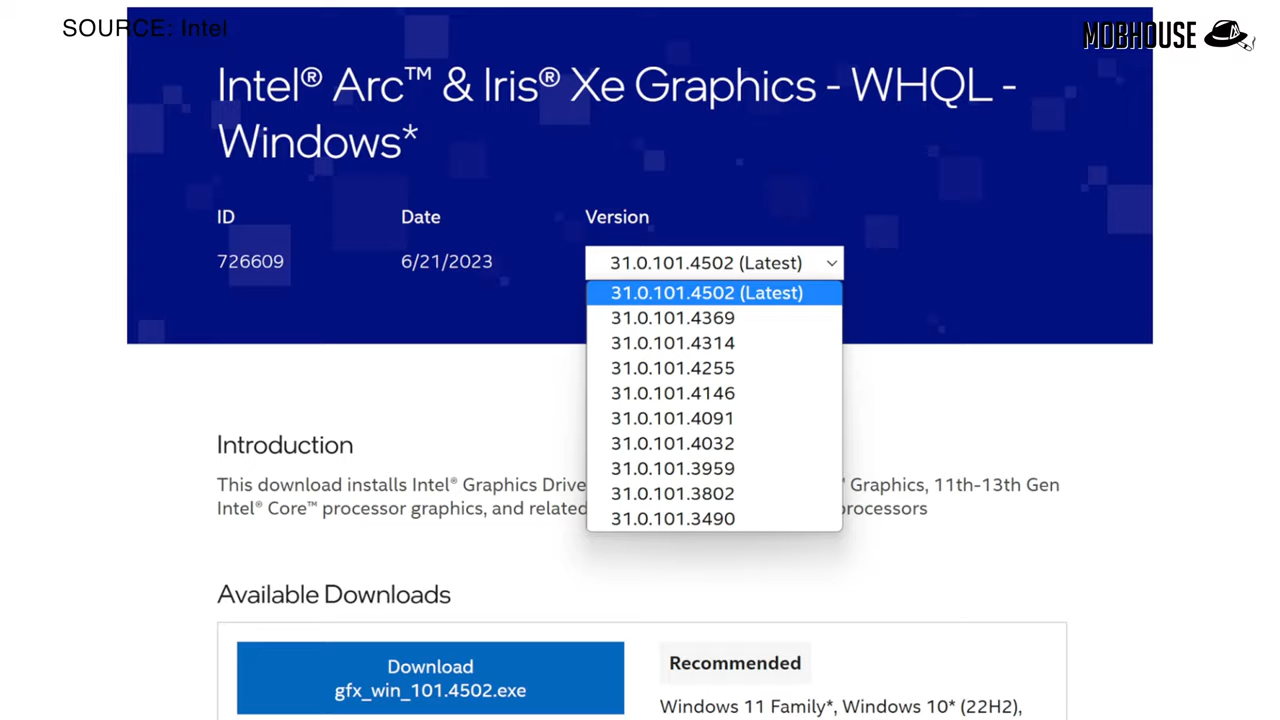 SOURCE: Intel
MOBHOUSE
Intel® Arc™ & Iris® Xe Graphics - WHQL -
Windows*
ID
Date
Version
726609
6/21/2023
31.0.101.4502 (Latest)
31.0.101.4502 (Latest)
31.0.101.4369
31.0.101.4314
31.0.101.4255
31.0.101.4146
31.0.101.4091
31.0.101.4032
31.0.101.3959
31.0.101.3802
31.0.101.3490
Introduction
This download installs Intel® Graphics Drive Graphics, 11th-13th Gen
Intel® Core™ processor graphics, and related processors
Available Downloads
Download
gfx_win_101.4502.exe
Recommended
Windows 11 Family*, Windows 10* (22H2),